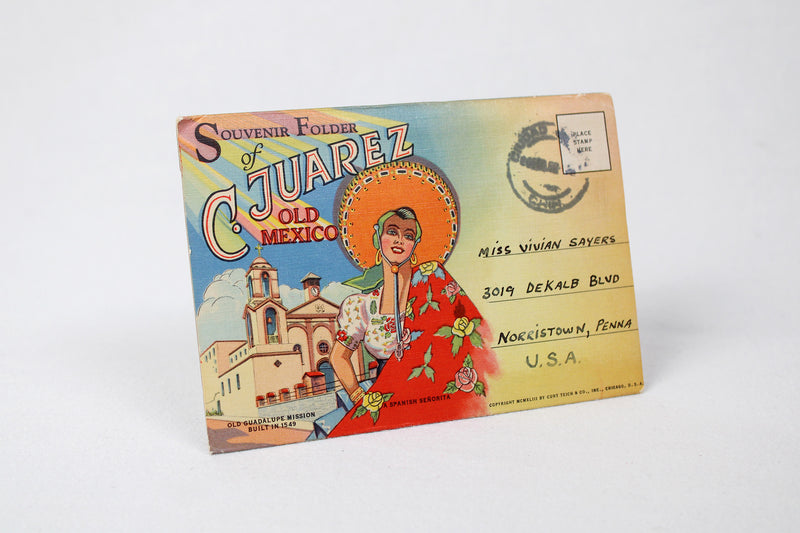 SOUVENIR FOLDER
of
C. JUAREZ
OLD
MEXICO
OLD GUADALUPE MISSION
BUILT IN 1549
A SPANISH SEÑORITA
PLACE
STAMP
HERE
MISS VIVIAN SAYERS
3019 DEKALB BLVD
NORRISTOWN, PENNA
U.S.A.
COPYRIGHT MCMXLIII BY CURT TEICH & CO., INC., CHICAGO, U.S.A.